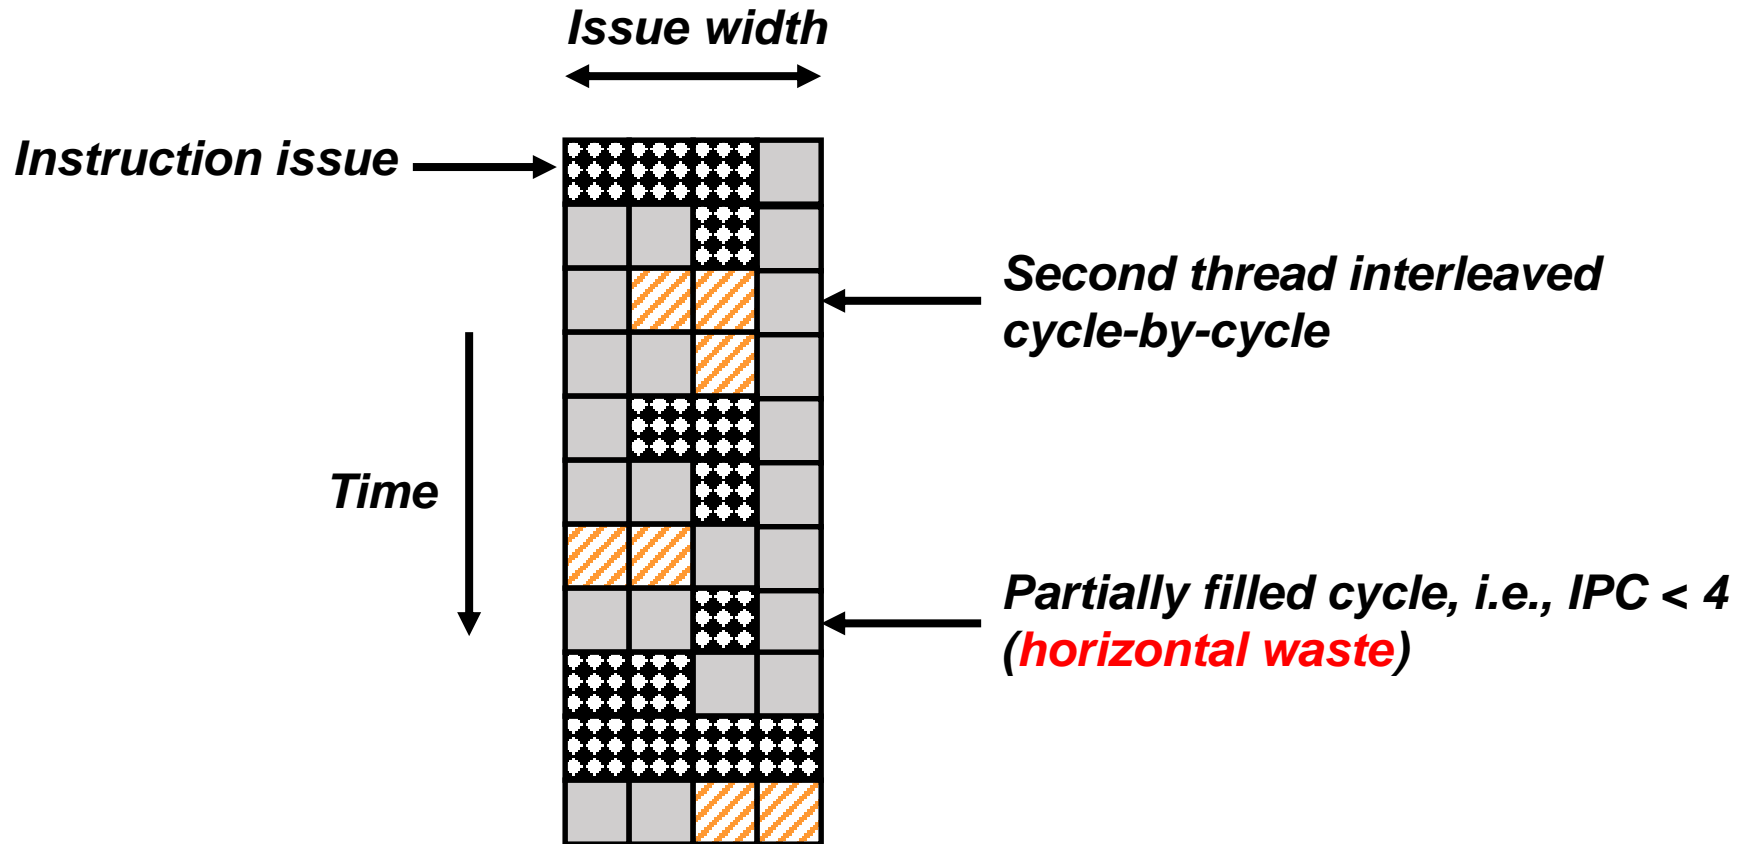 Issue width
Instruction issue
Second thread interleaved
cycle-by-cycle
Time
Partially filled cycle, i.e., IPC < 4
(horizontal waste)